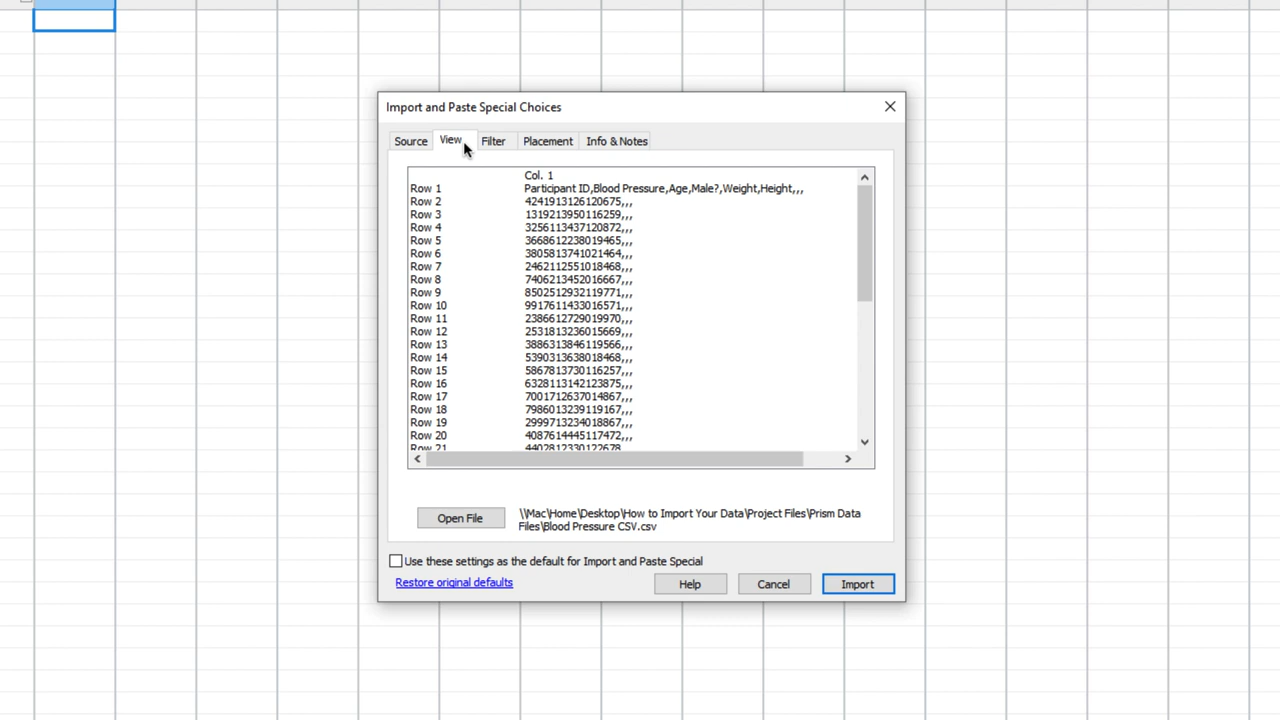 Import and Paste Special Choices
Source View Filter Placement Info & Notes
Col. 1
Row 1 Participant ID,Blood Pressure,Age,Male?,Weight,Height,,,
Row 2 4241913126120675,,,
Row 3 1319213950116259,,,
Row 4 3256113437120872,,,
Row 5 3668612238019465,,,
Row 6 3805813741021464,,,
Row 7 2462112551018468,,,
Row 8 7406213452016667,,,
Row 9 8502512932119771,,,
Row 10 9917611433016571,,,
Row 11 2386612729019970,,,
Row 12 2531813236015669,,,
Row 13 3886313846119566,,,
Row 14 5390313638018468,,,
Row 15 5867813730116257,,,
Row 16 6328113142123875,,,
Row 17 7001712637014867,,,
Row 18 7986013239119167,,,
Row 19 2999713234018867,,,
Row 20 4087614445117472,,,
Row 21 4402812330122678
Open File \\Mac\Home\Desktop\How to Import Your Data\Project Files\Prism Data
Files\Blood Pressure CSV.csv
Use these settings as the default for Import and Paste Special
Restore original defaults Help Cancel Import